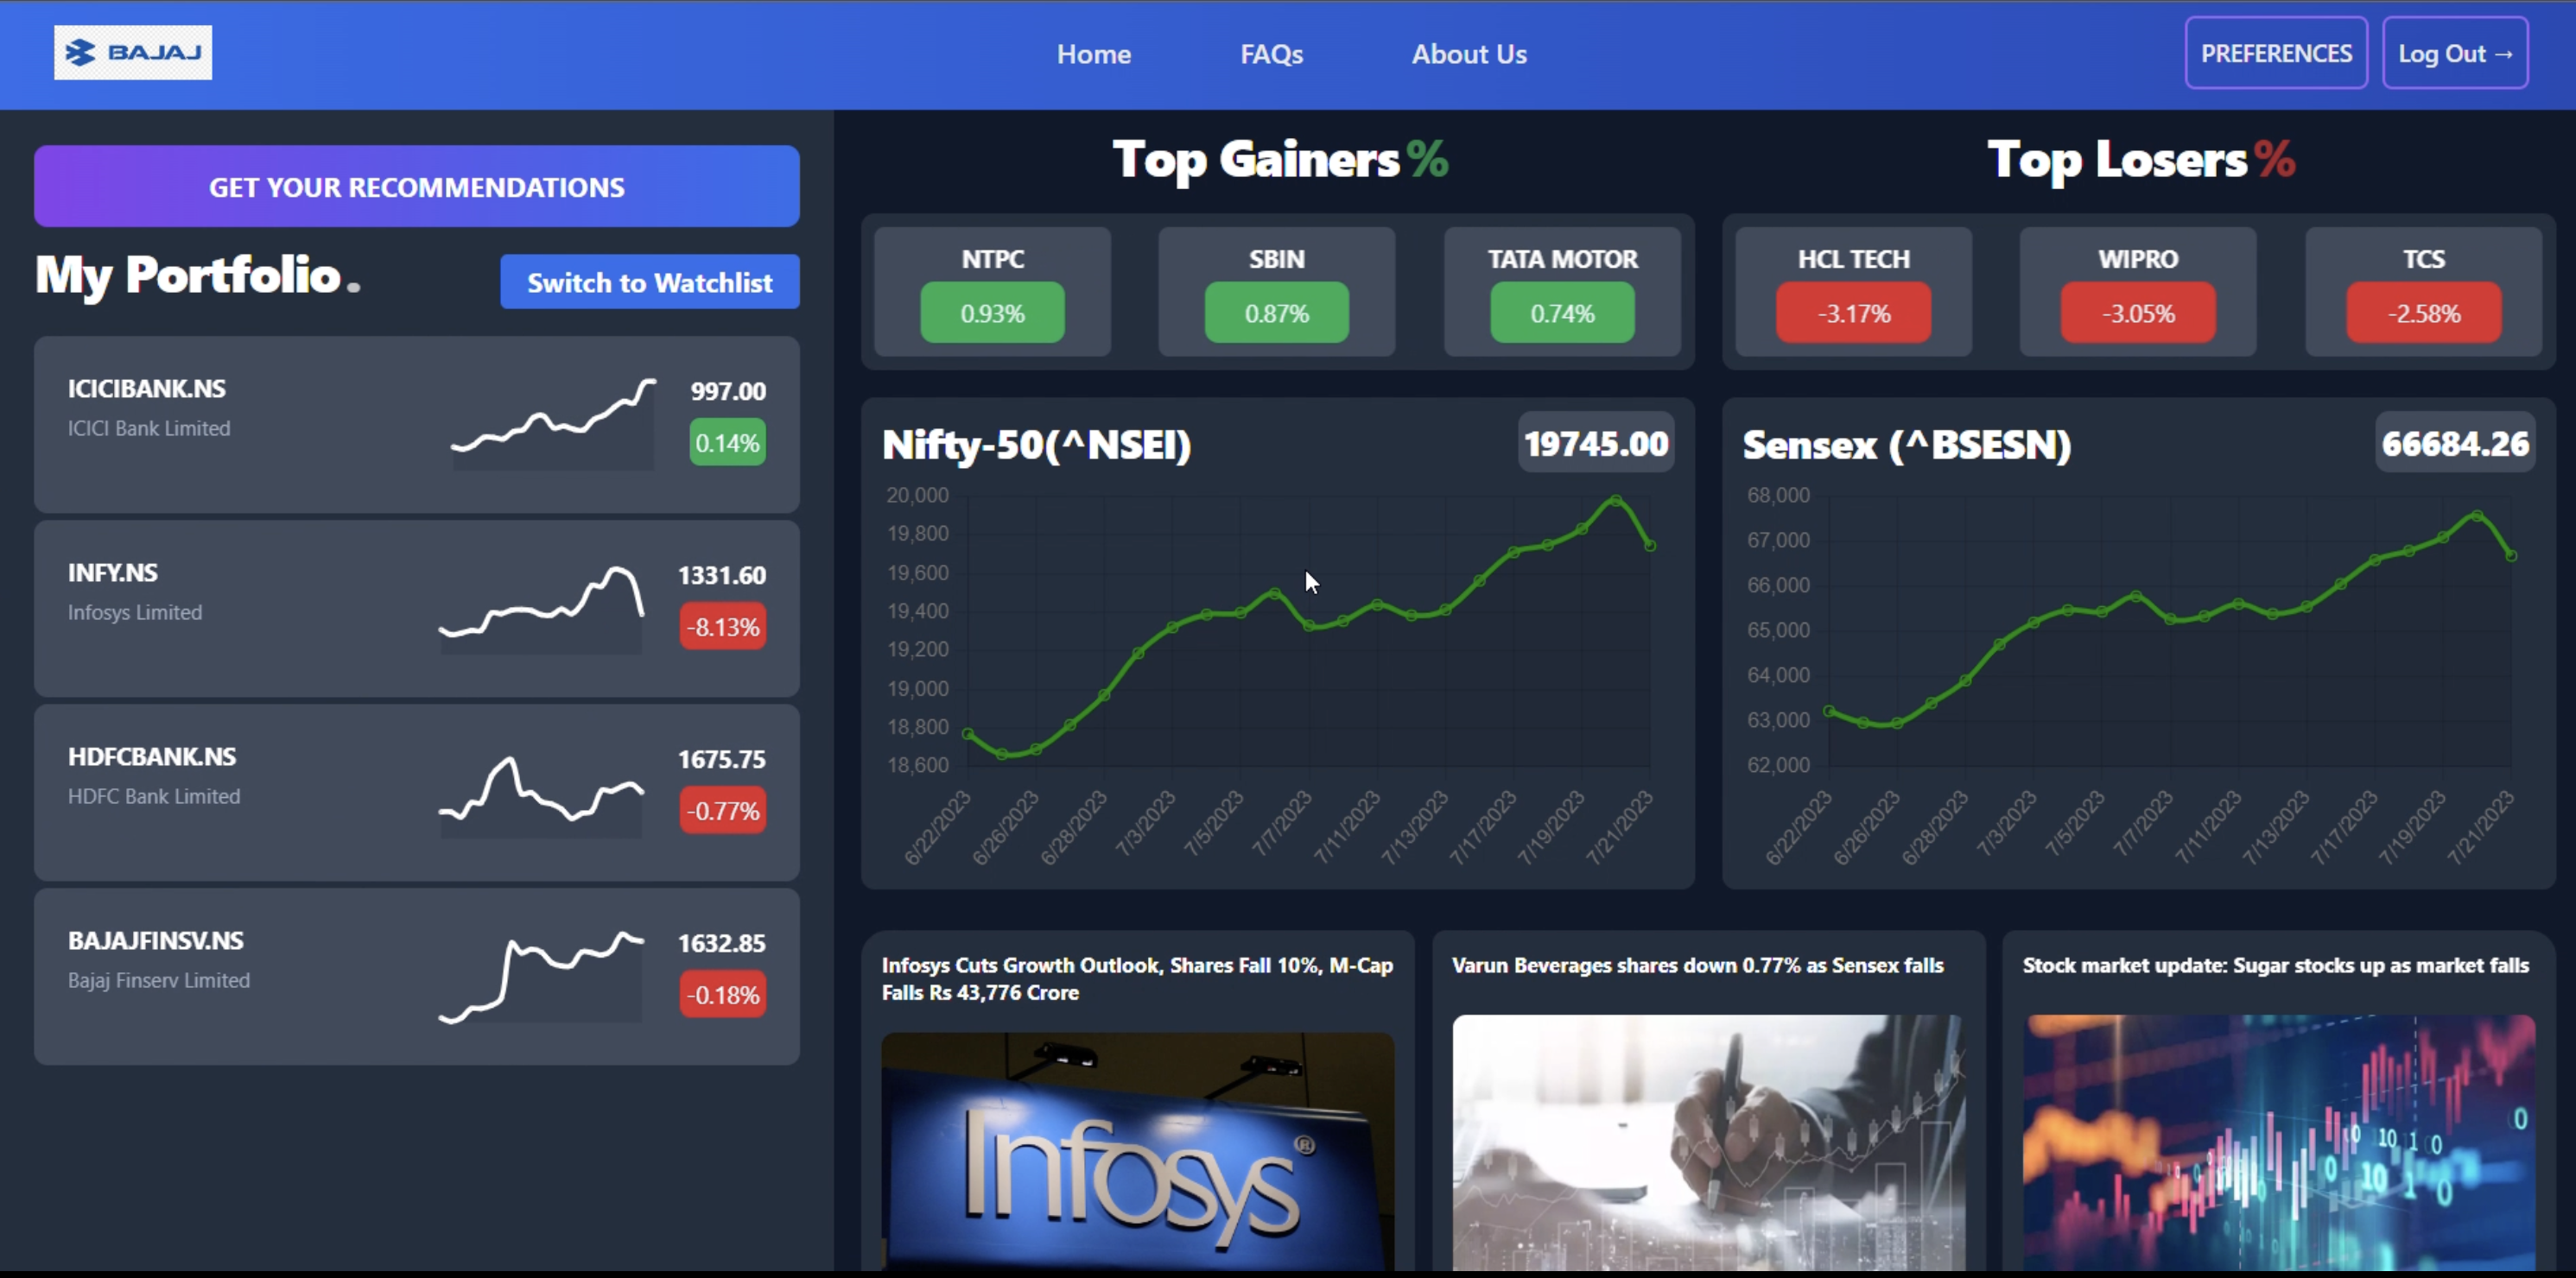 BAJAJ
Home
FAQs
About Us
PREFERENCES
Log Out →
GET YOUR RECOMMENDATIONS
My Portfolio.
Switch to Watchlist
ICICIBANK.NS
ICICI Bank Limited
997.00
0.14%
INFY.NS
Infosys Limited
1331.60
-8.13%
HDFCBANK.NS
HDFC Bank Limited
1675.75
-0.77%
BAJAJFINSV.NS
Bajaj Finserv Limited
1632.85
-0.18%
Top Gainers%
NTPC
0.93%
SBIN
0.87%
TATA MOTOR
0.74%
Top Losers%
HCL TECH
-3.17%
WIPRO
-3.05%
TCS
-2.58%
Nifty-50(^NSEI)
19745.00
20,000
19,800
19,600
19,400
19,200
19,000
18,800
18,600
6/22/2023
6/26/2023
6/28/2023
7/3/2023
7/5/2023
7/7/2023
7/11/2023
7/13/2023
7/17/2023
7/19/2023
7/21/2023
Sensex (^BSESN)
66684.26
68,000
67,000
66,000
65,000
64,000
63,000
62,000
6/22/2023
6/26/2023
6/28/2023
7/3/2023
7/5/2023
7/7/2023
7/11/2023
7/13/2023
7/17/2023
7/19/2023
7/21/2023
Infosys Cuts Growth Outlook, Shares Fall 10%, M-Cap
Falls Rs 43,776 Crore
Infosys®
Varun Beverages shares down 0.77% as Sensex falls
Stock market update: Sugar stocks up as market falls